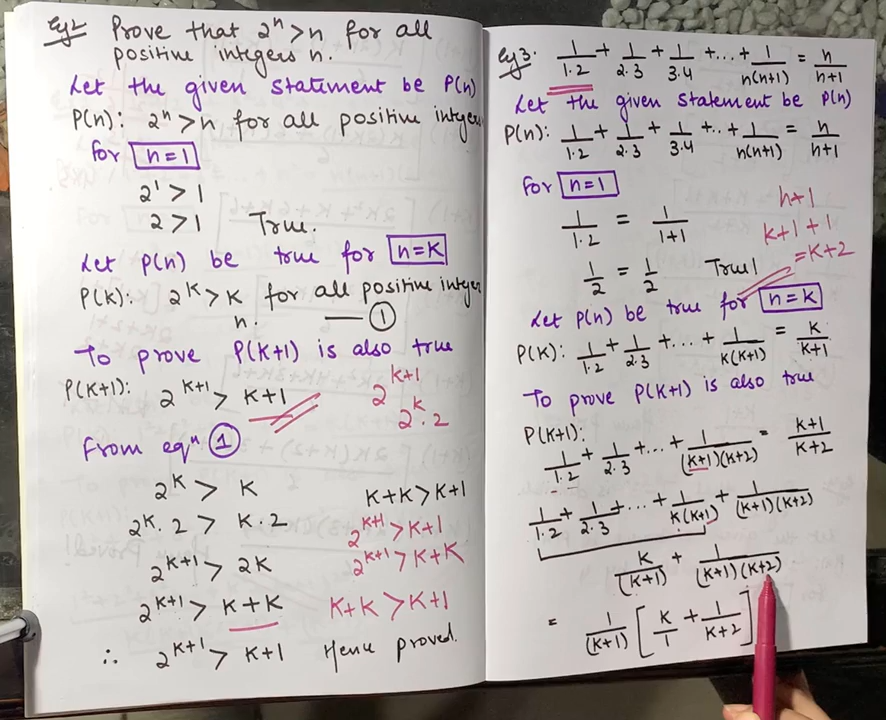 Eg 2 Prove that 2ⁿ > n for all
positive integers n.
Let the given statement be P(n)
P(n): 2ⁿ > n for all positive integers
for n = 1
2¹ > 1
2 > 1 True.
Let P(n) be true for n = K
P(K): 2ᴷ > K for all positive integer
n. —— ①
To prove P(K+1) is also true
P(K+1): 2ᴷ⁺¹ > K+1
2ᴷ⁺¹
2ᴷ·2
From eqⁿ ①
2ᴷ > K
K+K > K+1
2ᴷ·2 > K·2
2ᴷ⁺¹ > K+1
2ᴷ⁺¹ > 2K
2ᴷ⁺¹ > K+K
2ᴷ⁺¹ > K+K
K+K > K+1
∴ 2ᴷ⁺¹ > K+1 Hence proved.
Eg 3. 1/1.2 + 1/2.3 + 1/3.4 + ... + 1/n(n+1) = n/n+1
Let the given statement be P(n)
P(n): 1/1.2 + 1/2.3 + 1/3.4 + .. + 1/n(n+1) = n/n+1
For n = 1
1/1.2 = 1/1+1
1/2 = 1/2 True!
n+1
K+1+1
= K+2
Let P(n) be true for n = K
P(K): 1/1.2 + 1/2.3 + ... + 1/K(K+1) = K/K+1
To prove P(K+1) is also true
P(K+1):
1/1.2 + 1/2.3 + ... + 1/(K+1)(K+2) = K+1/K+2
1/1.2 + 1/2.3 + ... + 1/K(K+1) + 1/(K+1)(K+2)
K/(K+1) + 1/(K+1)(K+2)
= 1/(K+1) [K/1 + 1/K+2]